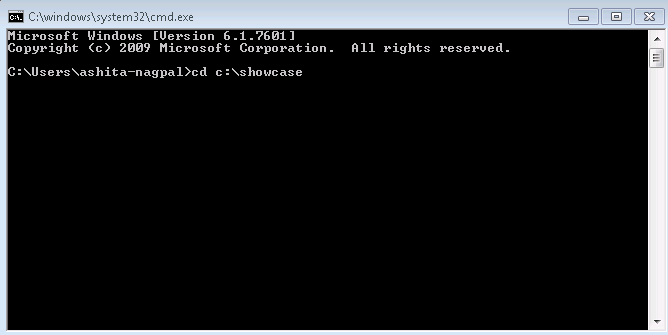 C:\windows\system32\cmd.exe
Microsoft Windows [Version 6.1.7601]
Copyright (c) 2009 Microsoft Corporation.  All rights reserved.
C:\Users\ashita-nagpal>cd c:\showcase